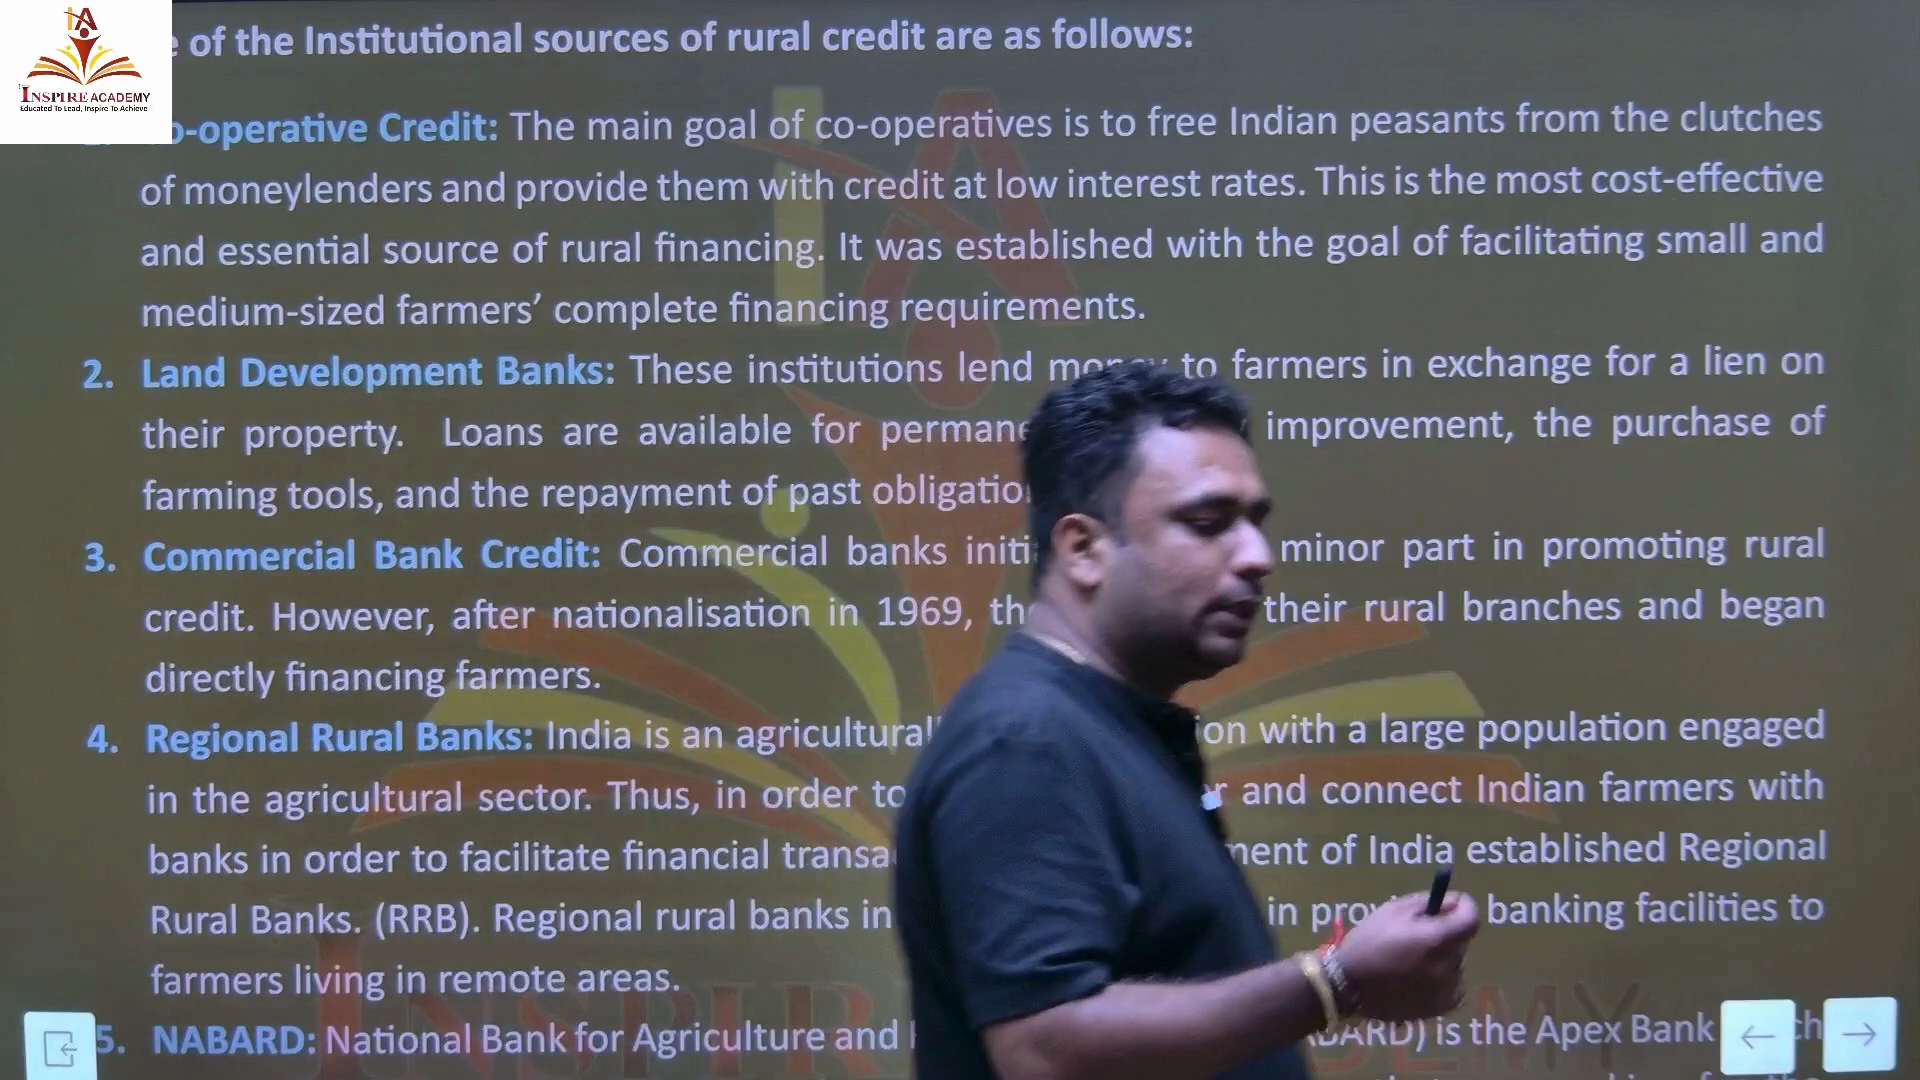 IA
INSPIRE ACADEMY
Educated To Lead, Inspire To Achieve
of the Institutional sources of rural credit are as follows:
o-operative Credit: The main goal of co-operatives is to free Indian peasants from the clutches
of moneylenders and provide them with credit at low interest rates. This is the most cost-effective
and essential source of rural financing. It was established with the goal of facilitating small and
medium-sized farmers’ complete financing requirements.
2. Land Development Banks: These institutions lend money to farmers in exchange for a lien on
their property. Loans are available for improvement, the purchase of
farming tools, and the repayment of past
3. Commercial Bank Credit: Commercial banks minor part in promoting rural
credit. However, after nationalisation in 1969, their rural branches and began
directly financing farmers.
4. Regional Rural Banks: India is an with a large population engaged
in the agricultural sector. Thus, in order to and connect Indian farmers with
banks in order to facilitate financial of India established Regional
Rural Banks. (RRB). Regional rural banks in in banking facilities to
farmers living in remote areas.
5. NABARD: National Bank for Agriculture and is the Apex Bank